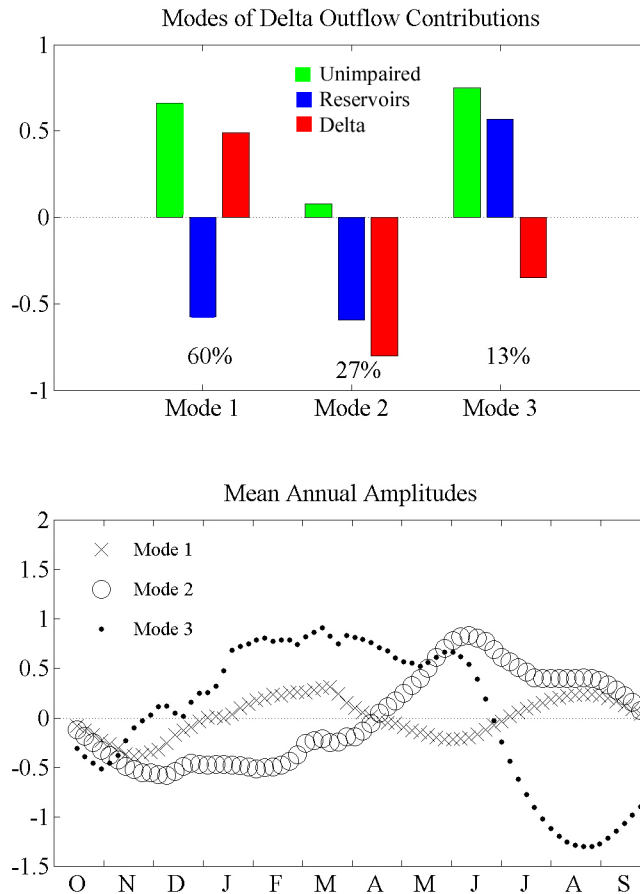 Modes of Delta Outflow Contributions
1
0.5
0
-0.5
-1
Unimpaired
Reservoirs
Delta
60%
27%
13%
Mode 1
Mode 2
Mode 3
Mean Annual Amplitudes
2
1.5
1
0.5
0
-0.5
-1
-1.5
Mode 1
Mode 2
Mode 3
O N D J F M A M J J A S